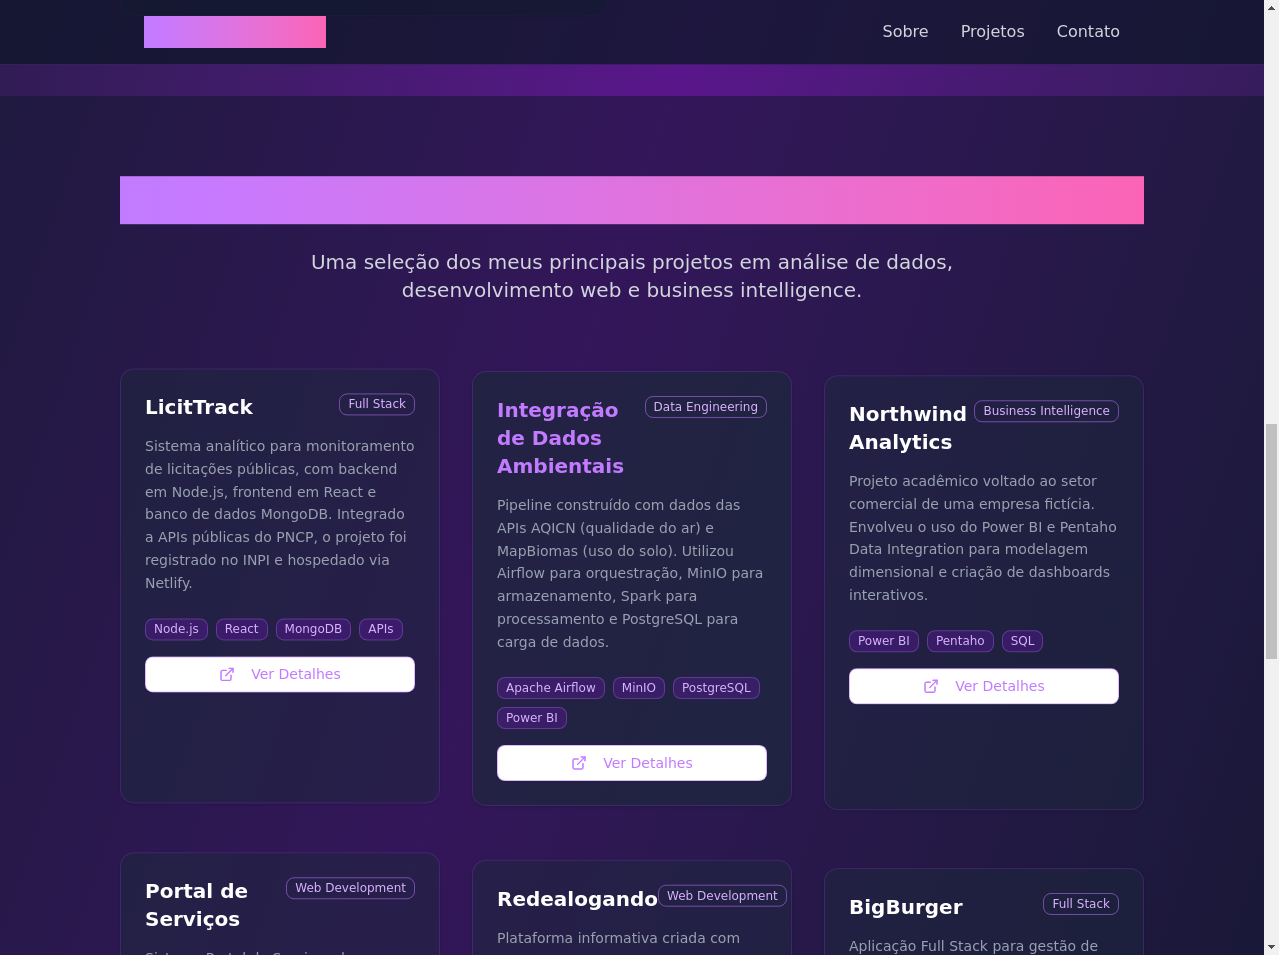 Sobre
Projetos
Contato
Uma seleção dos meus principais projetos em análise de dados,
desenvolvimento web e business intelligence.
LicitTrack
Full Stack
Sistema analítico para monitoramento
de licitações públicas, com backend
em Node.js, frontend em React e
banco de dados MongoDB. Integrado
a APIs públicas do PNCP, o projeto foi
registrado no INPI e hospedado via
Netlify.
Node.js
React
MongoDB
APIs
Ver Detalhes
Integração
de Dados
Ambientais
Data Engineering
Pipeline construído com dados das
APIs AQICN (qualidade do ar) e
MapBiomas (uso do solo). Utilizou
Airflow para orquestração, MinIO para
armazenamento, Spark para
processamento e PostgreSQL para
carga de dados.
Apache Airflow
MinIO
PostgreSQL
Power BI
Ver Detalhes
Northwind
Analytics
Business Intelligence
Projeto acadêmico voltado ao setor
comercial de uma empresa fictícia.
Envolveu o uso do Power BI e Pentaho
Data Integration para modelagem
dimensional e criação de dashboards
interativos.
Power BI
Pentaho
SQL
Ver Detalhes
Portal de
Serviços
Web Development
Redealogando
Web Development
Plataforma informativa criada com
BigBurger
Full Stack
Aplicação Full Stack para gestão de